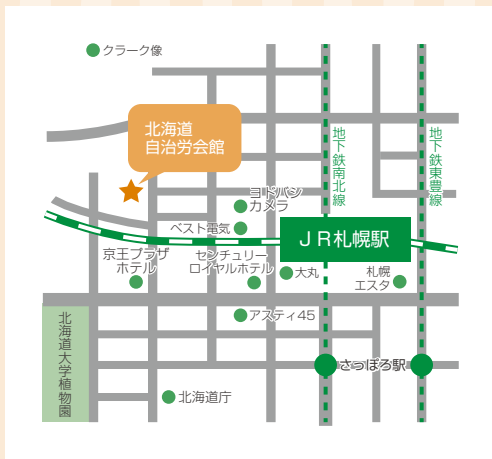 クラーク像
北海道
自治労会館
地下鉄南北線
地下鉄東豊線
ヨドバシ
カメラ
ベスト電気
JR札幌駅
京王プラザ
ホテル
センチュリー
ロイヤルホテル
大丸
札幌
エスタ
アスティ45
北海道大学植物園
さっぽろ駅
北海道庁